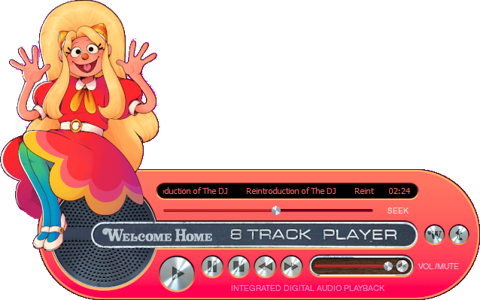 duction of The DJ Reintroduction of The DJ Reint 02:24
SEEK
Welcome Home 8 TRACK PLAYER
VOL/MUTE
INTEGRATED DIGITAL AUDIO PLAYBACK